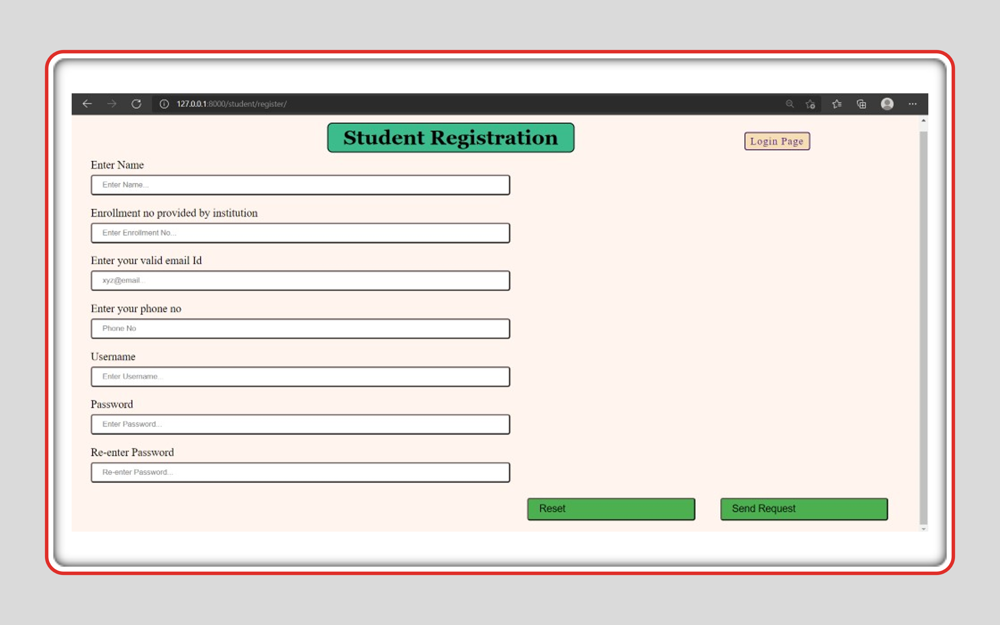 127.0.0.1:8000/student/register/
Student Registration
Login Page
Enter Name
Enter Name...
Enrollment no provided by institution
Enter Enrollment No...
Enter your valid email Id
xyz@email...
Enter your phone no
Phone No
Username
Enter Username...
Password
Enter Password...
Re-enter Password
Re-enter Password...
Reset
Send Request